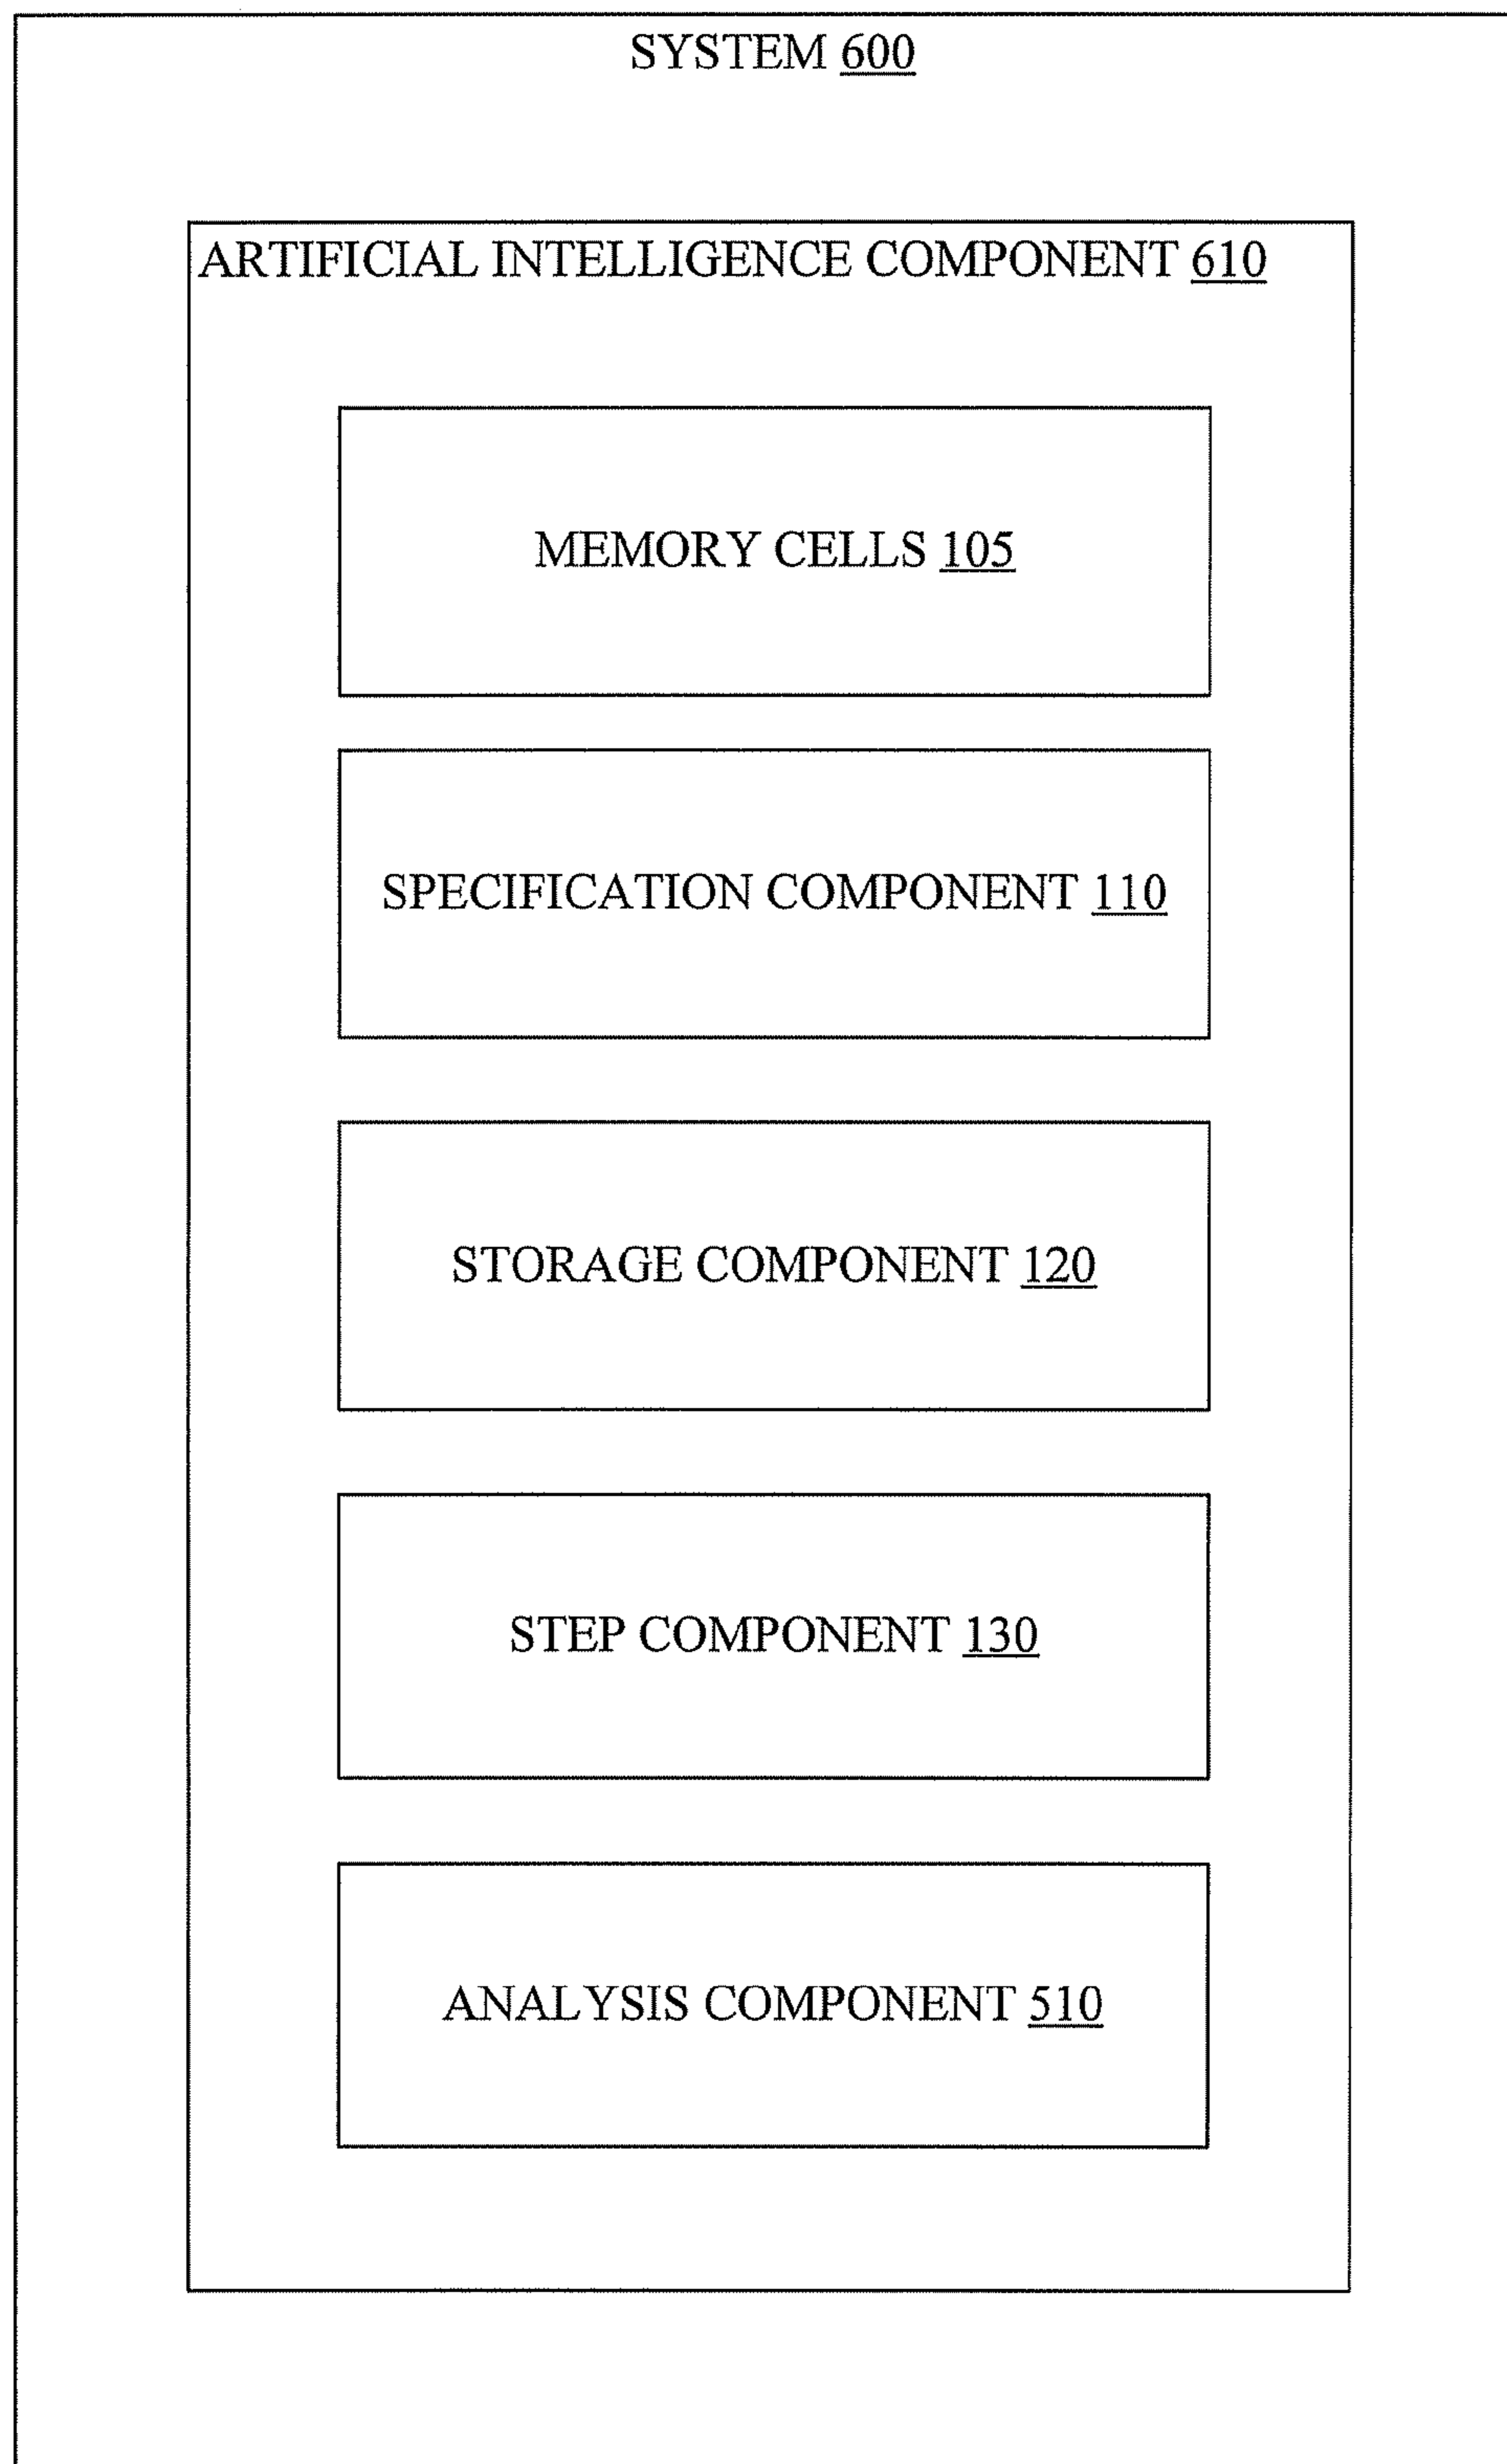 SYSTEM 600
ARTIFICIAL INTELLIGENCE COMPONENT 610
MEMORY CELLS 105
SPECIFICATION COMPONENT 110
STORAGE COMPONENT 120
STEP COMPONENT 130
ANALYSIS COMPONENT 510